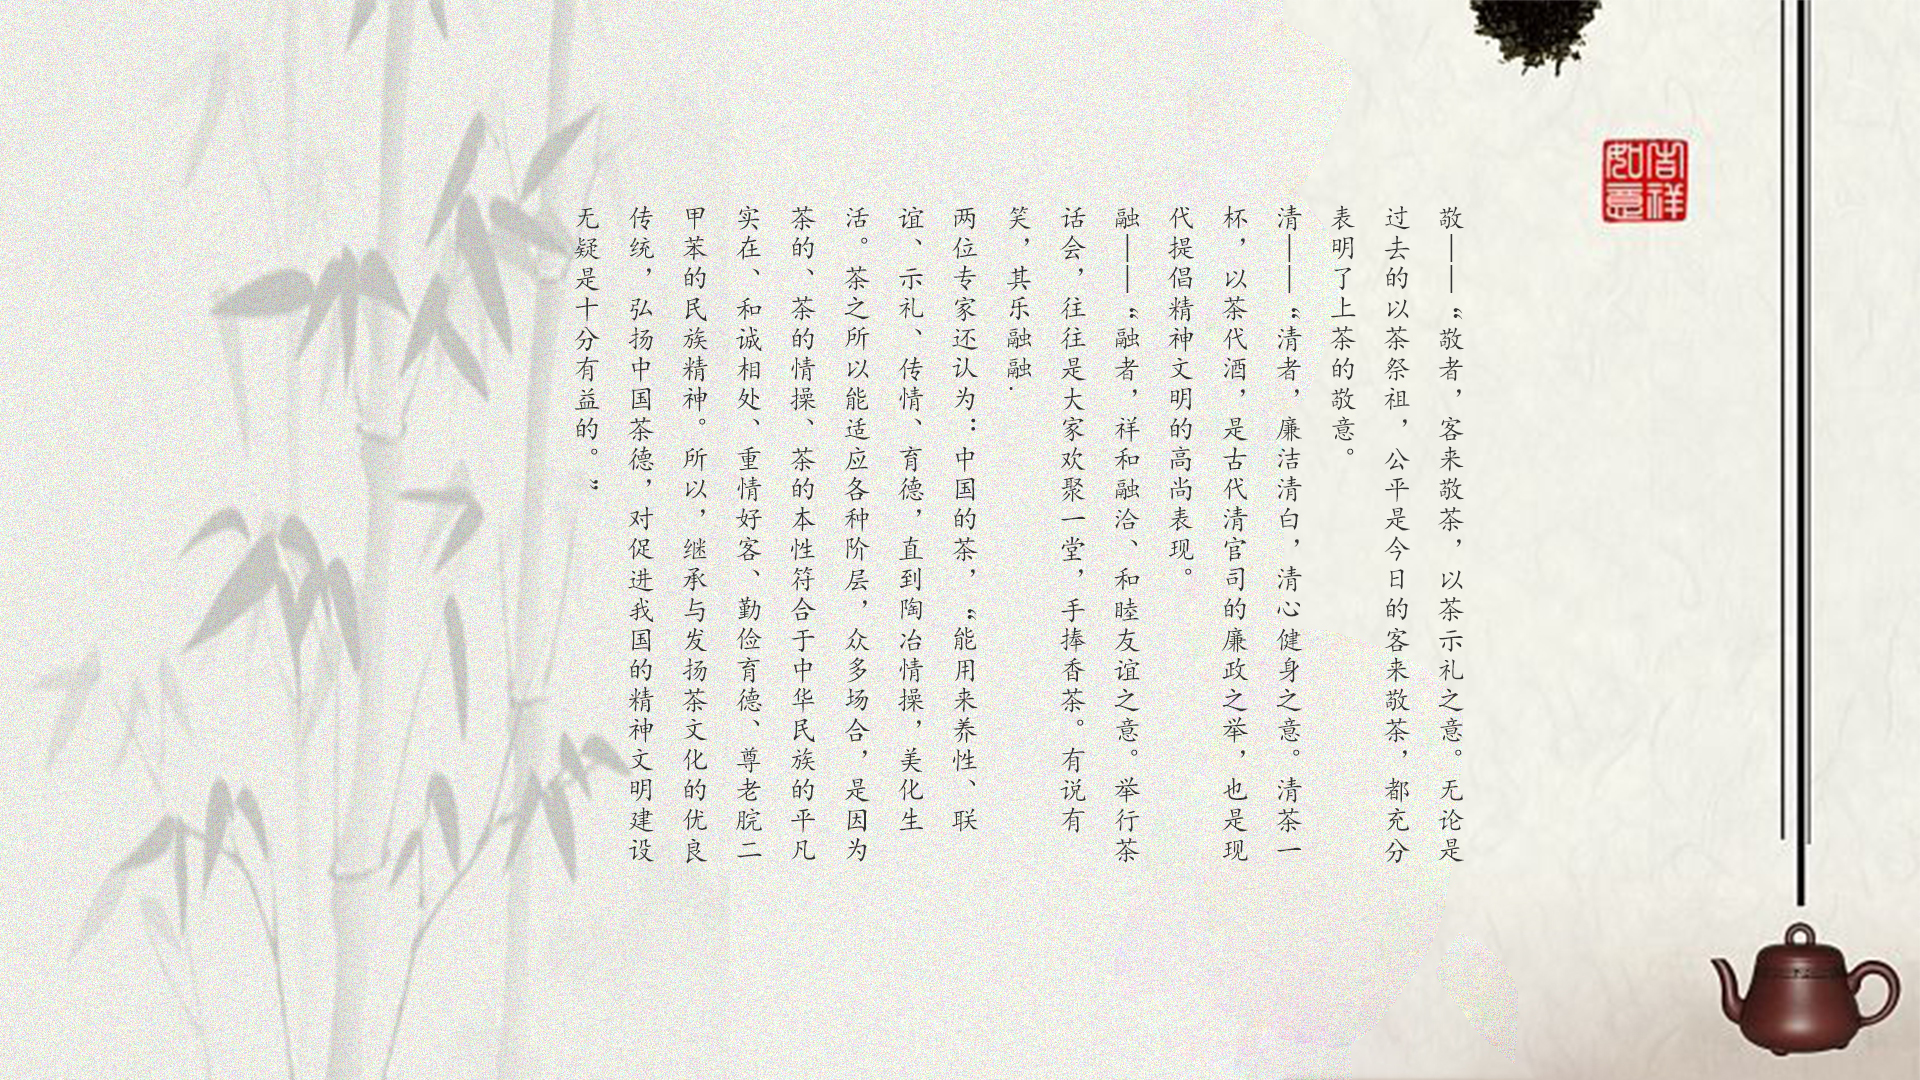 敬——“敬者，客来敬茶，以茶示礼之意。无论是
过去的以茶祭祖，公平是今日的客来敬茶，都充分
表明了上茶的敬意。
清——“清者，廉洁清白，清心健身之意。清茶一
杯，以茶代酒，是古代清官司的廉政之举，也是现
代提倡精神文明的高尚表现。
融——“融者，祥和融洽、和睦友谊之意。举行茶
话会，往往是大家欢聚一堂，手捧香茶。有说有
笑，其乐融融.
两位专家还认为：中国的茶，“能用来养性、联
谊、示礼、传情、育德，直到陶冶情操，美化生
活。茶之所以能适应各种阶层，众多场合，是因为
茶的、茶的情操、茶的本性符合于中华民族的平凡
实在、和诚相处、重情好客、勤俭育德、尊老脘二
甲苯的民族精神。所以，继承与发扬茶文化的优良
传统，弘扬中国茶德，对促进我国的精神文明建设
无疑是十分有益的。”
吉祥
如意